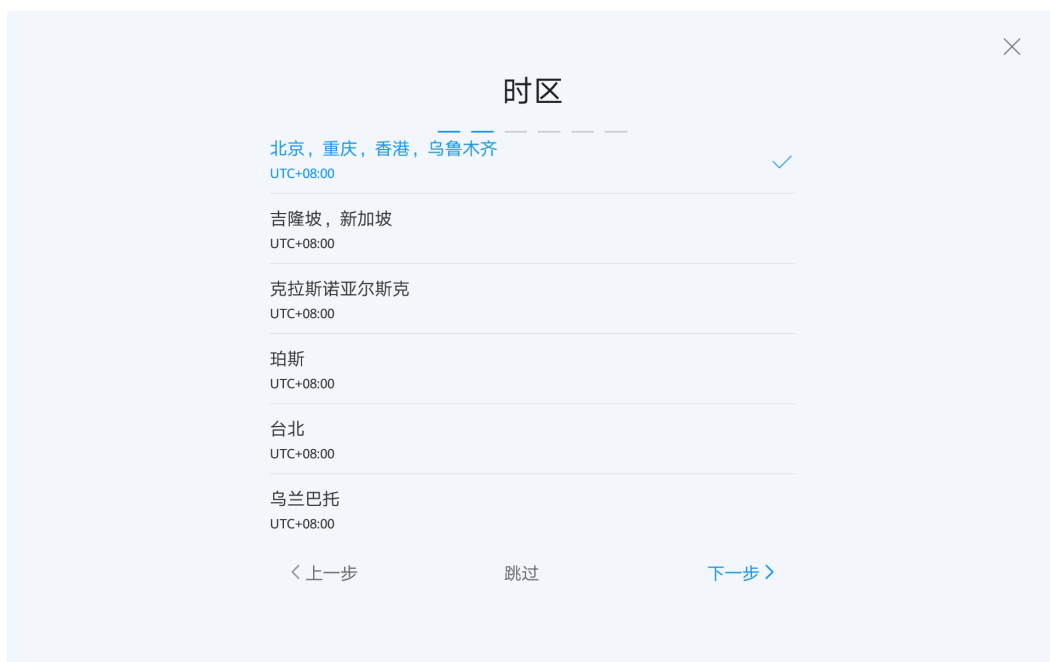 时区
北京，重庆，香港，乌鲁木齐
UTC+08:00
吉隆坡，新加坡
UTC+08:00
克拉斯诺亚尔斯克
UTC+08:00
珀斯
UTC+08:00
台北
UTC+08:00
乌兰巴托
UTC+08:00
上一步 跳过 下一步